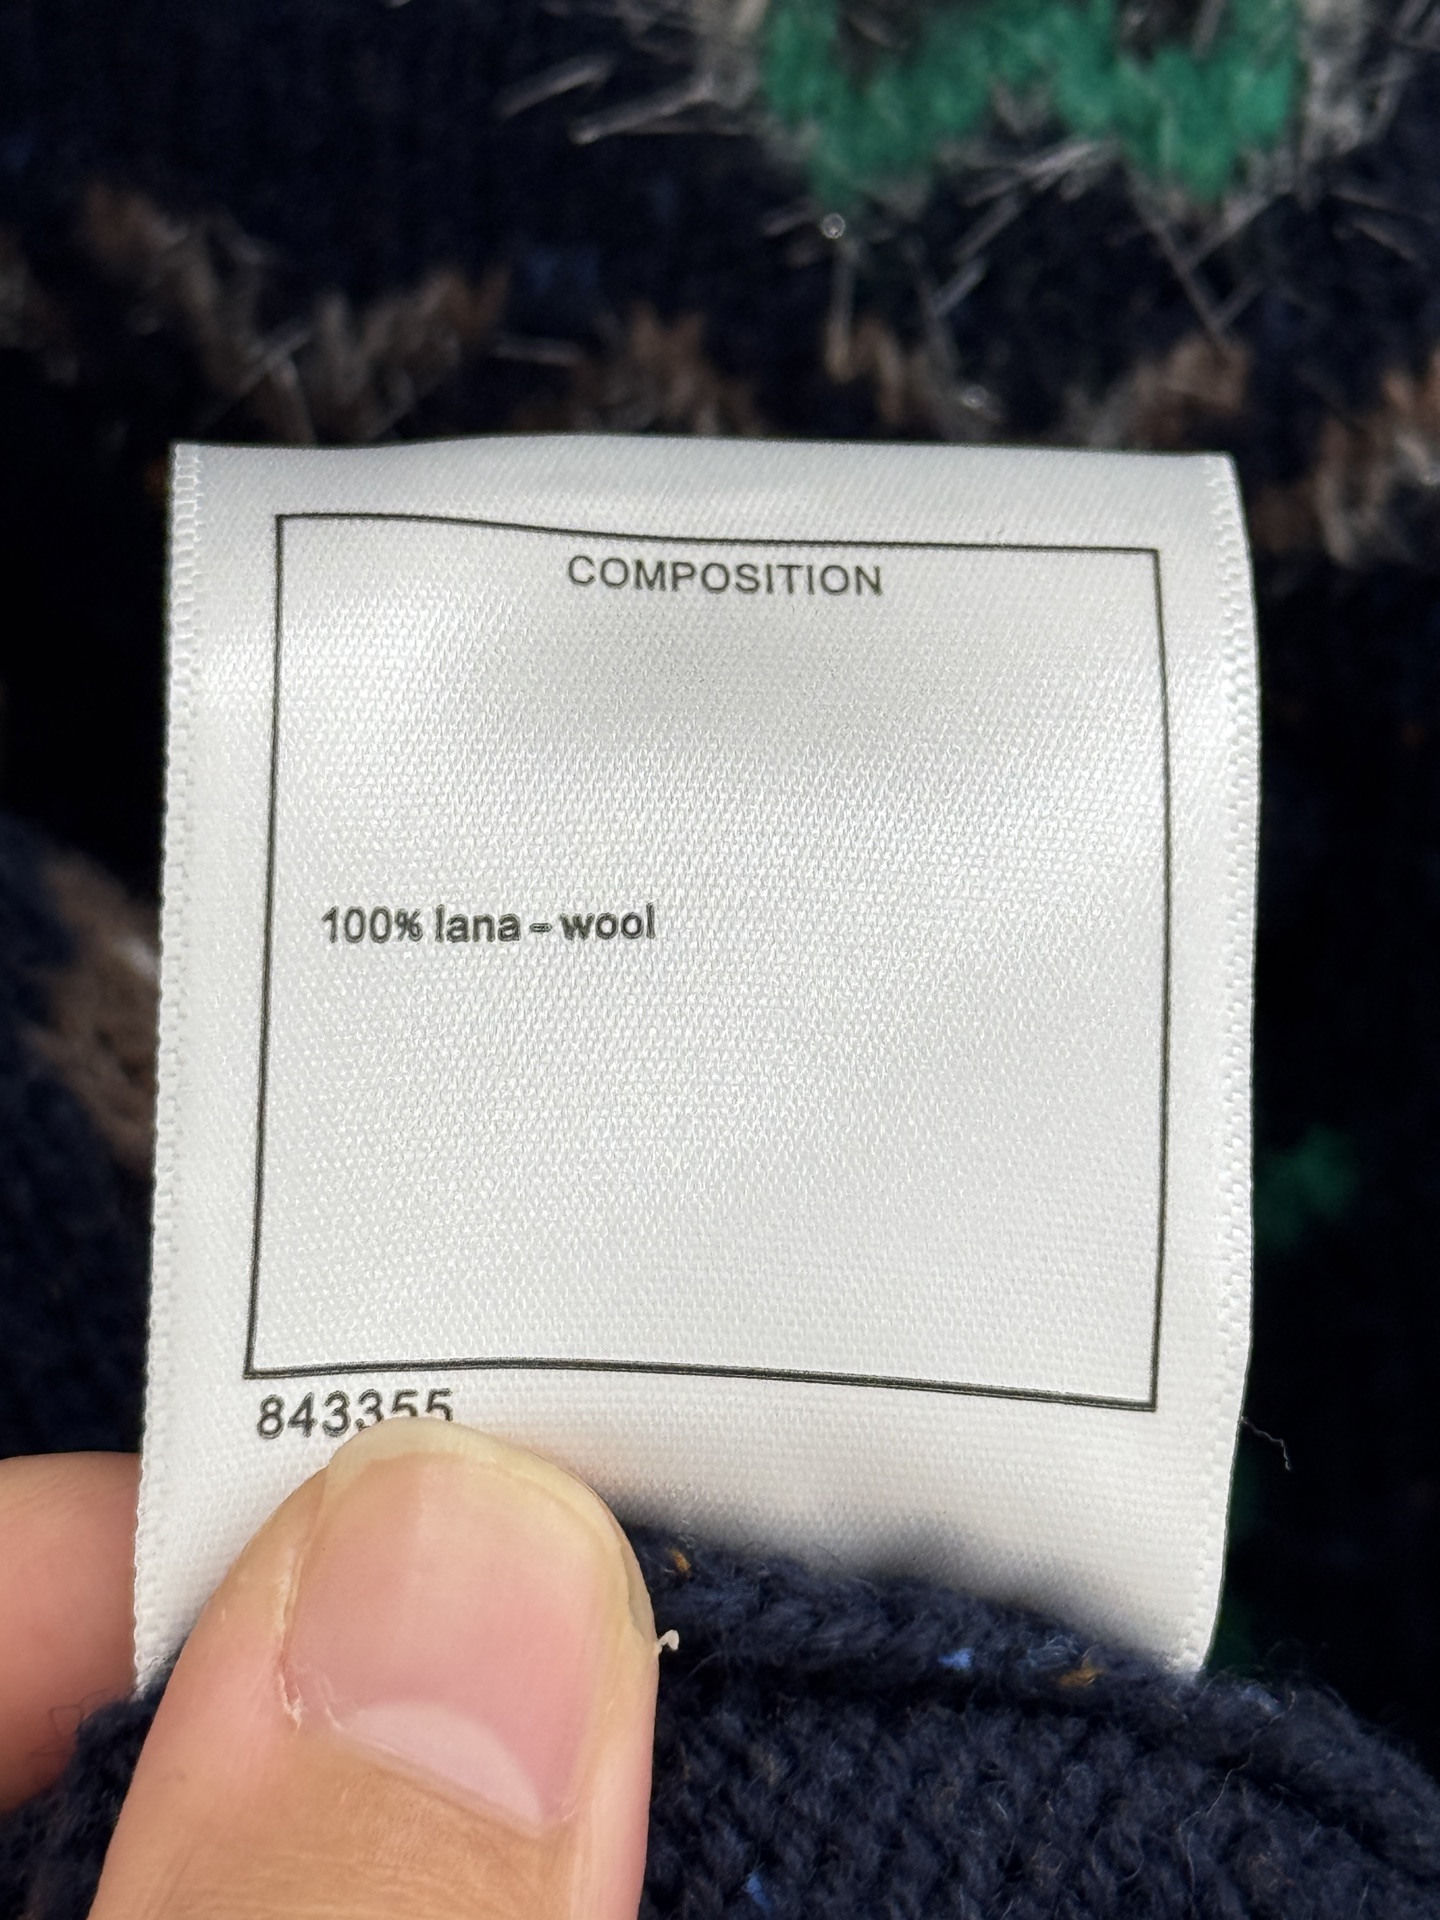 COMPOSITION
100% lana - wool
843355